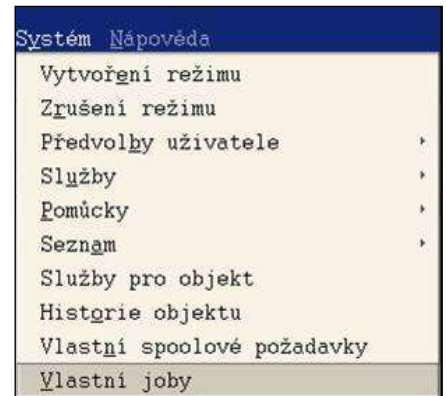 Systém Nápověda
Vytvoření režimu
Zrušení režimu
Předvolby uživatele
Služby
Pomůcky
Seznam
Služby pro objekt
Historie objektu
Vlastní spoolové požadavky
Vlastní joby